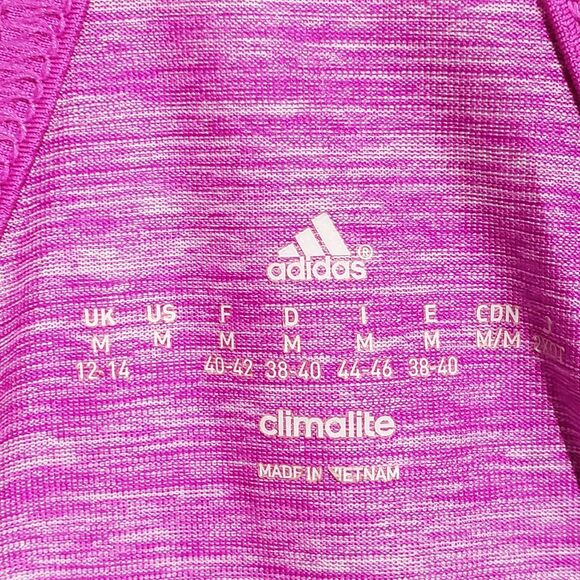 adidas®
UK US F D I E CDN J
M M M M M M M/M
12-14 40-42 38-40 44-46 38-40
climalite
MADE IN VIETNAM